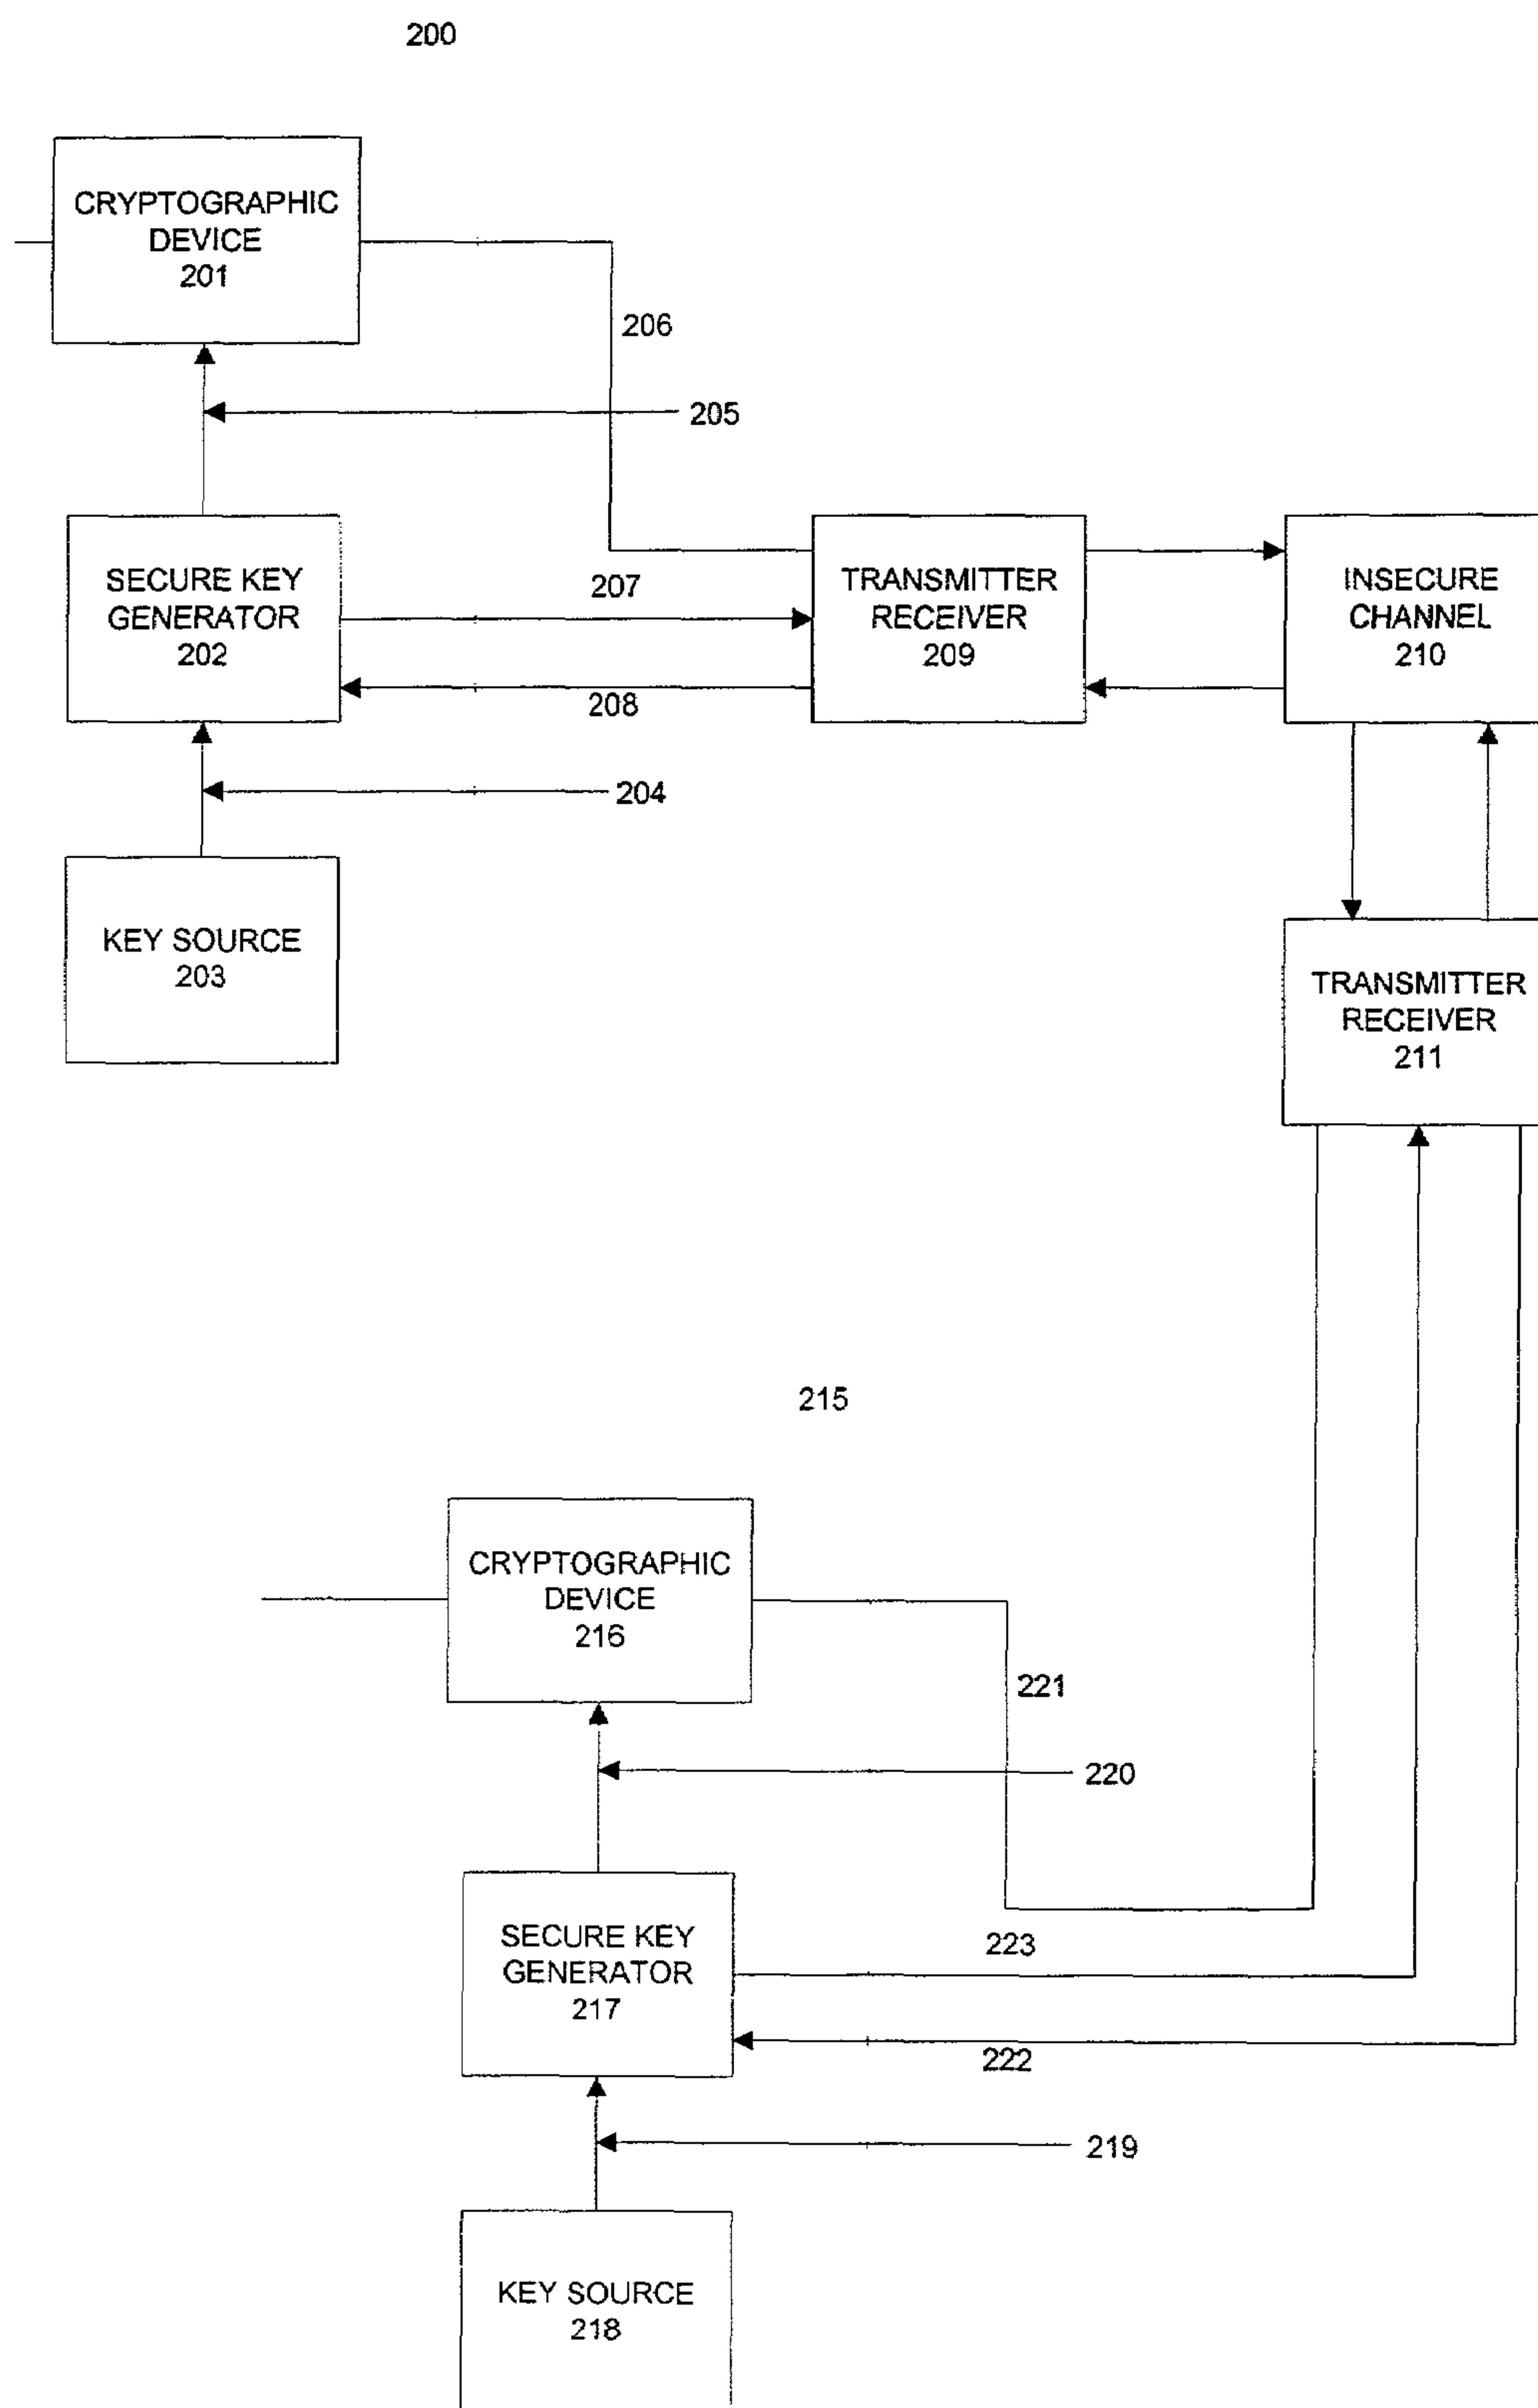 200
CRYPTOGRAPHIC
DEVICE
201
206
205
SECURE KEY
GENERATOR
202
207
208
TRANSMITTER
RECEIVER
209
INSECURE
CHANNEL
210
204
KEY SOURCE
203
TRANSMITTER
RECEIVER
211
215
CRYPTOGRAPHIC
DEVICE
216
221
220
SECURE KEY
GENERATOR
217
223
222
219
KEY SOURCE
218